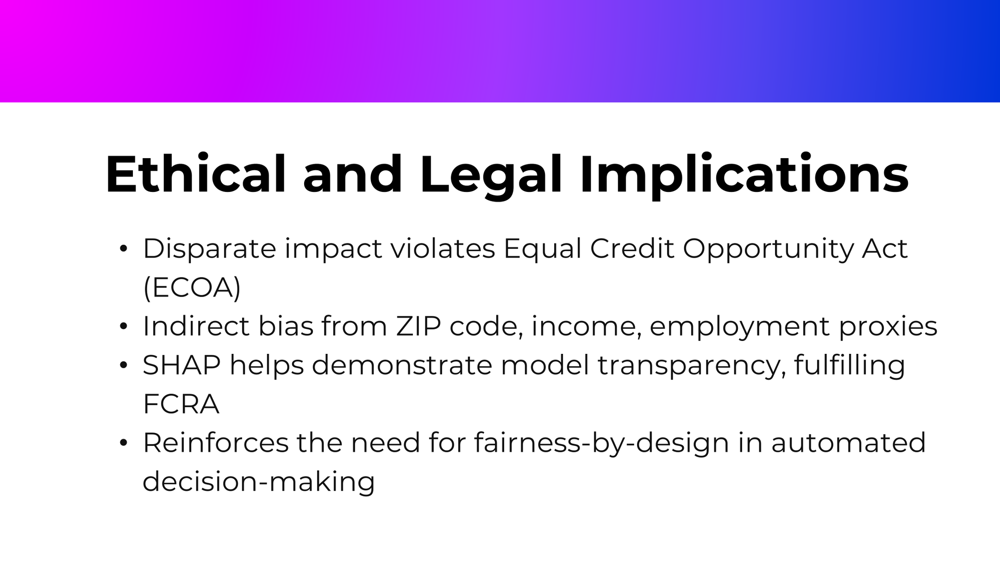 Ethical and Legal Implications
• Disparate impact violates Equal Credit Opportunity Act
(ECOA)
• Indirect bias from ZIP code, income, employment proxies
• SHAP helps demonstrate model transparency, fulfilling
FCRA
• Reinforces the need for fairness-by-design in automated
decision-making